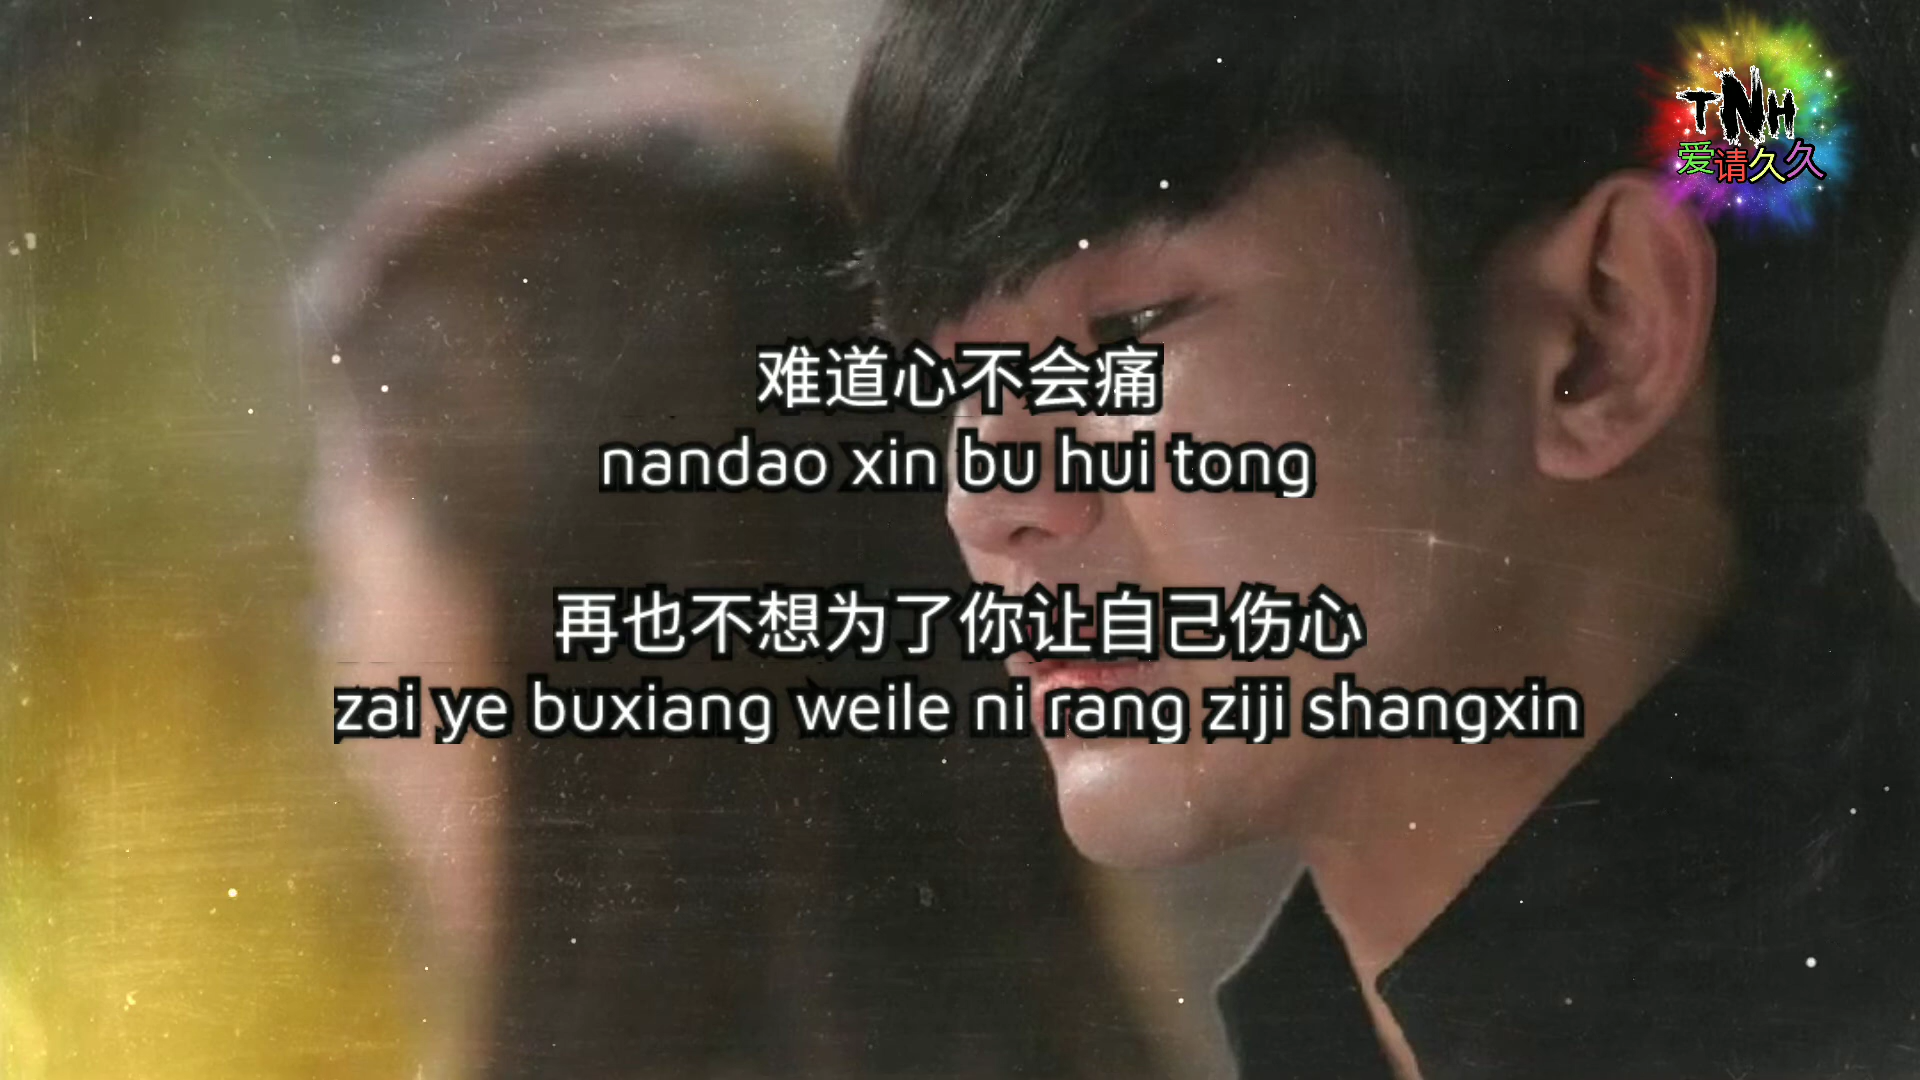 TNH
爱请久久
难道心不会痛
nandao xin bu hui tong
再也不想为了你让自己伤心
zai ye buxiang weile ni rang ziji shangxin